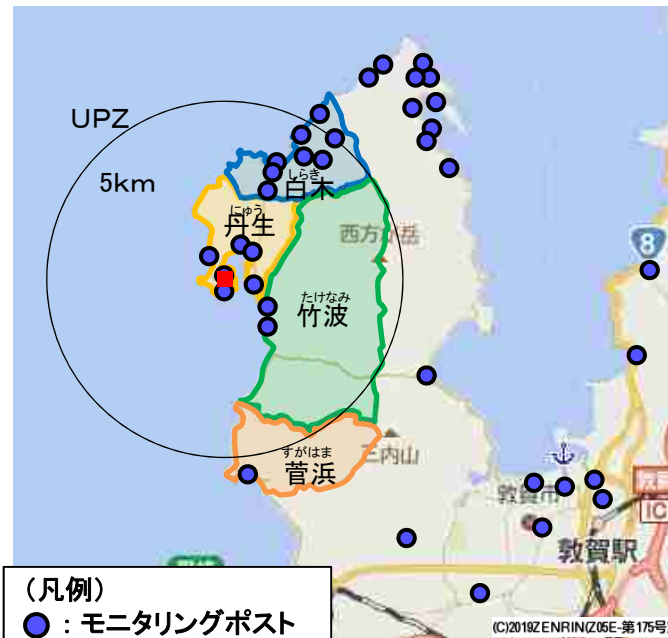 UPZ
5km
しらき
白木
にゅう
丹生
西方か岳
8
たけなみ
竹波
三内山
すがはま
菅浜
敦賀市
IC
敦賀駅
(凡例)
:モニタリングポスト
(C)2019ZENRIN(Z05E-第175号